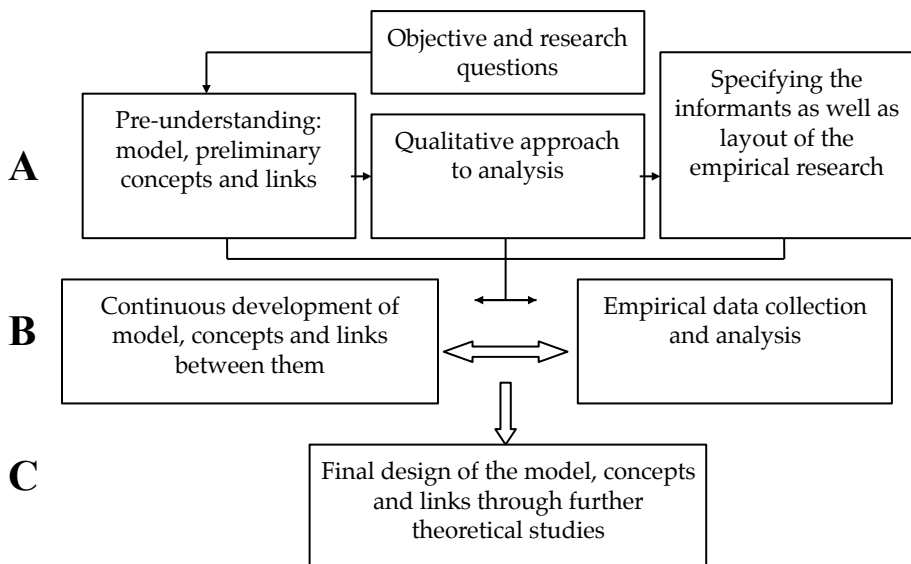 Objective and research
questions
A
Pre-understanding:
model, preliminary
concepts and links
Qualitative approach
to analysis
Specifying the
informants as well as
layout of the
empirical research
B
Continuous development of
model, concepts and links
between them
Empirical data collection
and analysis
C
Final design of the model, concepts
and links through further
theoretical studies